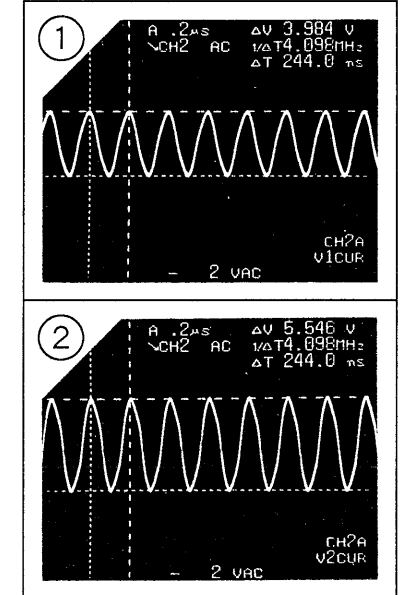 1
A .2µs ΔV 3.984 V
↘CH2 AC 1/ΔT4.098MHz
ΔT 244.0 ns
CH2A
V1CUR
~ 2 VAC
2
A .2µs ΔV 5.546 V
↘CH2 AC 1/ΔT4.098MHz
ΔT 244.0 ns
CH2A
V2CUR
~ 2 VAC